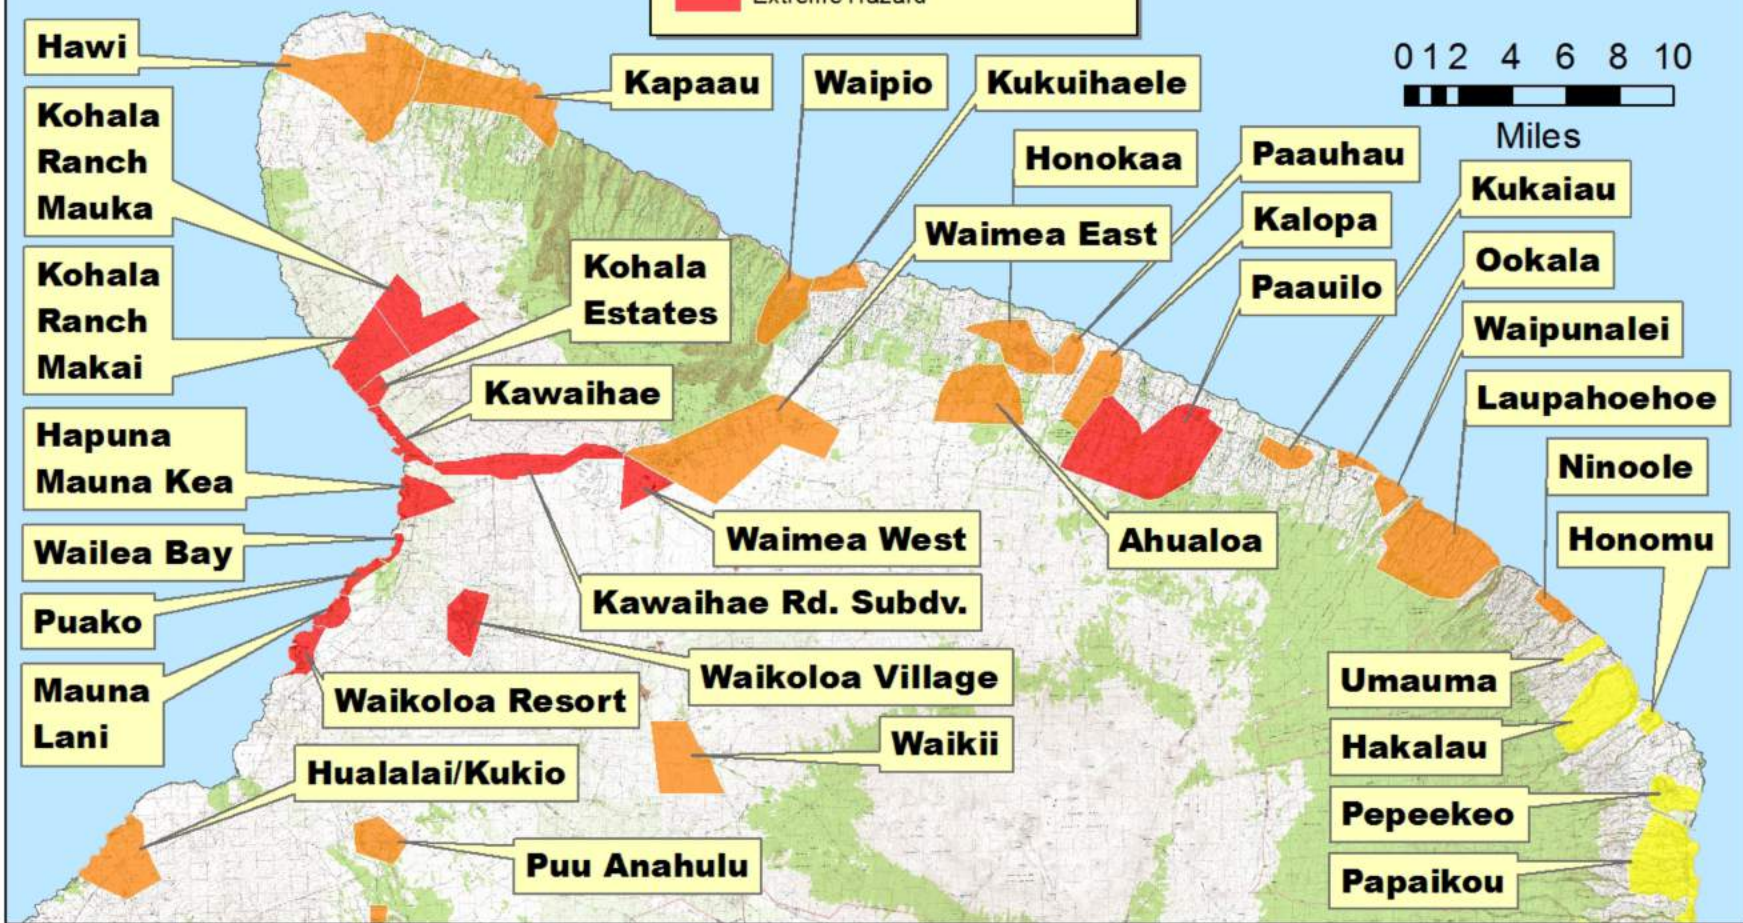 Extreme Hazard
Hawi
Kapaau
Waipio
Kukuihaele
0 1 2 4 6 8 10
Miles
Kohala
Ranch
Mauka
Honokaa
Paauhau
Kukaiau
Waimea East
Kalopa
Kohala
Estates
Ookala
Kohala
Ranch
Makai
Paauilo
Waipunalei
Kawaihae
Laupahoehoe
Hapuna
Mauna Kea
Ninoole
Wailea Bay
Waimea West
Ahualoa
Honomu
Puako
Kawaihae Rd. Subdv.
Mauna
Lani
Waikoloa Resort
Waikoloa Village
Umauma
Waikii
Hakalau
Hualalai/Kukio
Pepeekeo
Puu Anahulu
Papaikou